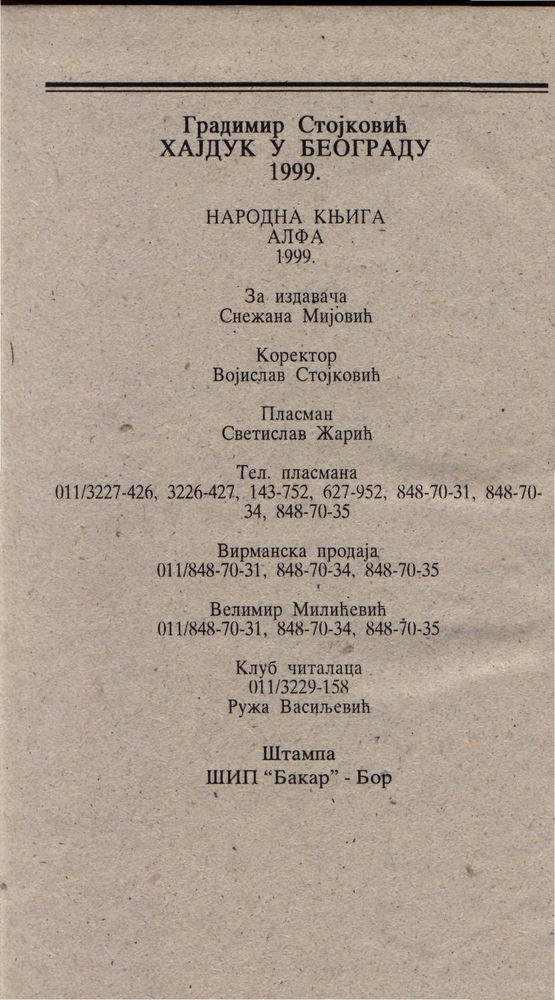 Градимир Стојковић
ХАЈДУК У БЕОГРАДУ
1999.
НАРОДНА КЊИГА
АЛФА
1999.
За издавача
Снежана Мијовић
Коректор
Војислав Стојковић
Пласман
Светислав Жарић
Тел. пласмана
011/3227-426, 3226-427, 143-752, 627-952, 848-70-31, 848-70-
34, 848-70-35
Вирманска продаја
011/848-70-31, 848-70-34, 848-70-35
Велимир Милићевић
011/848-70-31, 848-70-34, 848-70-35
Клуб читалаца
011/3229-158
Ружа Васиљевић
Штампа
ШИП “Бакар” - Бор